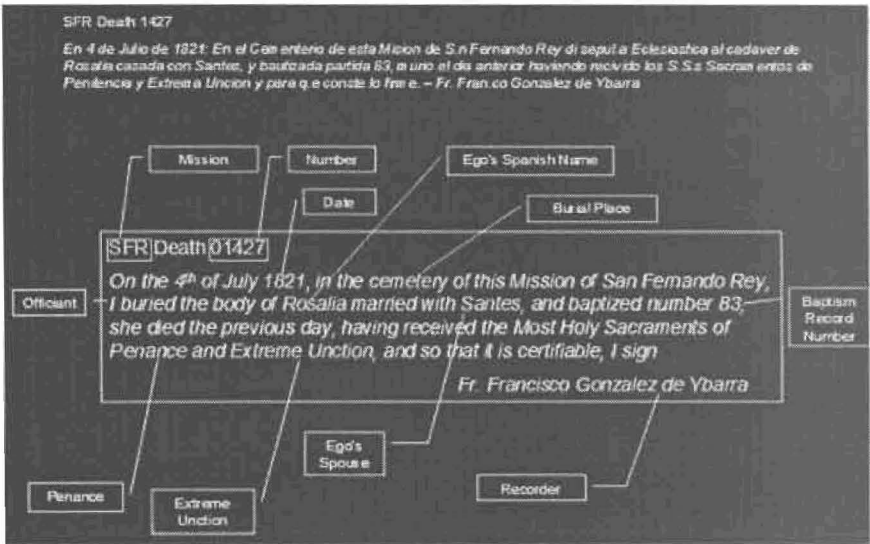 SFR Death 1427
En 4 de Julio de 1821: En el Cementerio de esta Micion de S.n Fernando Rey di sepult a Eclesiastica al cadaver de
Rosalia casada con Santes, y bautizada partida 83, muno el dia anterior haviendo recivido los S.S.s Sacramentos de
Penitencia y Extrema Uncion y para q.e conste lo firme. – Fr. Fran.co Gonzalez de Ybarra
Mission
Number
Ego's Spanish Name
Date
Burial Place
SFR Death 01427
On the 4th of July 1821, in the cemetery of this Mission of San Fernando Rey,
I buried the body of Rosalia married with Santes, and baptized number 83,
she died the previous day, having received the Most Holy Sacraments of
Penance and Extreme Unction, and so that it is certifiable, I sign
Fr. Francisco Gonzalez de Ybarra
Officiant
Baptism
Record
Number
Ego's
Spouse
Recorder
Penance
Extreme
Unction